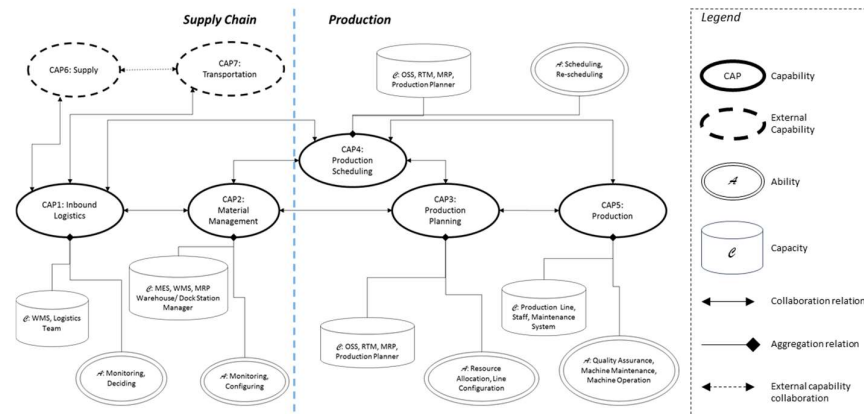 Supply Chain
Production
Legend
CAP6: Supply
CAP7:
Transportation
𝒞: OSS, RTM, MRP,
Production Planner
𝒜: Scheduling,
Re-scheduling
CAP4:
Production
Scheduling
CAP1: Inbound
Logistics
CAP2:
Material
Management
CAP3:
Production
Planning
CAP5:
Production
𝒞: WMS, Logistics
Team
𝒞: MES, WMS, MRP
Warehouse/ Dock Station
Manager
𝒞: OSS, RTM, MRP,
Production Planner
𝒞: Production Line,
Staff, Maintenance
System
𝒜: Monitoring,
Deciding
𝒜: Monitoring,
Configuring
𝒜: Resource
Allocation, Line
Configuration
𝒜: Quality Assurance,
Machine Maintenance,
Machine Operation
CAP
Capability
External
Capability
𝒜
Ability
𝒞
Capacity
Collaboration relation
Aggregation relation
External capability
collaboration